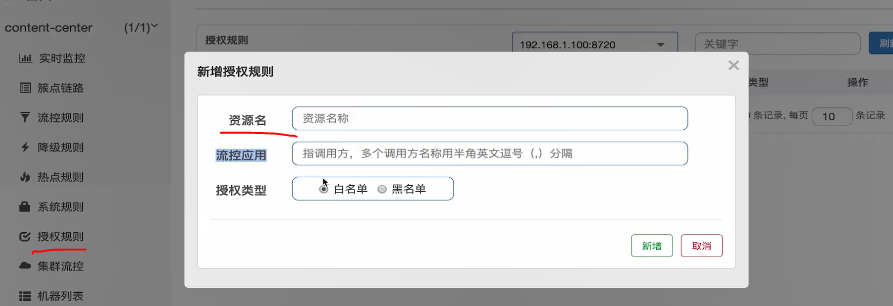 content-center (1/1)
实时监控
簇点链路
流控规则
降级规则
热点规则
系统规则
授权规则
集群流控
机器列表
授权规则
192.168.1.100:8720
关键字
刷新
类型
操作
条记录, 每页 10 条记录
新增授权规则
资源名
资源名称
流控应用
指调用方，多个调用方名称用半角英文逗号（,）分隔
授权类型
白名单 黑名单
新增
取消